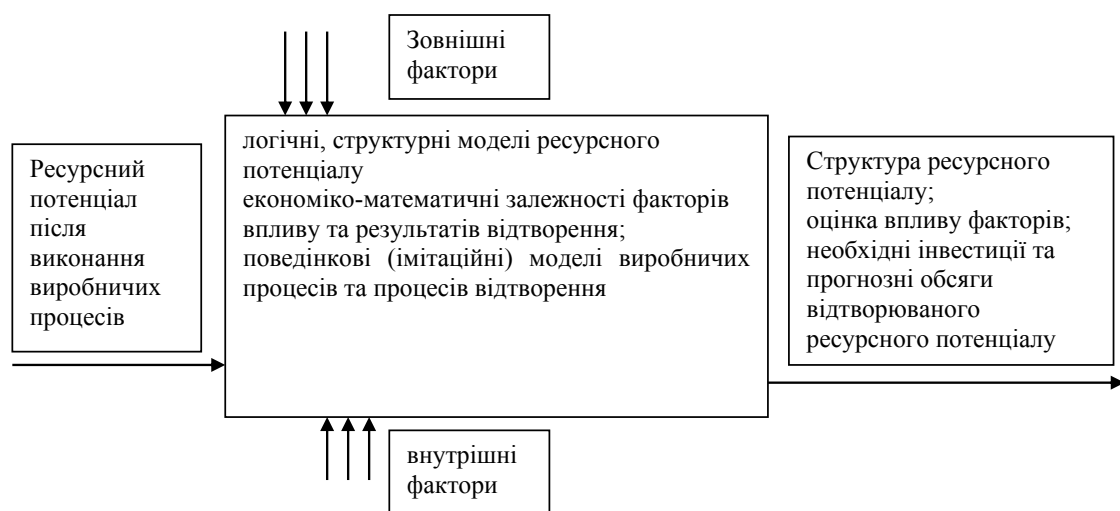 Зовнішні
фактори
Ресурсний
потенціал
після
виконання
виробничих
процесів
логічні, структурні моделі ресурсного
потенціалу
економіко-математичні залежності факторів
впливу та результатів відтворення;
поведінкові (імітаційні) моделі виробничих
процесів та процесів відтворення
Структура ресурсного
потенціалу;
оцінка впливу факторів;
необхідні інвестиції та
прогнозні обсяги
відтворюваного
ресурсного потенціалу
внутрішні
фактори